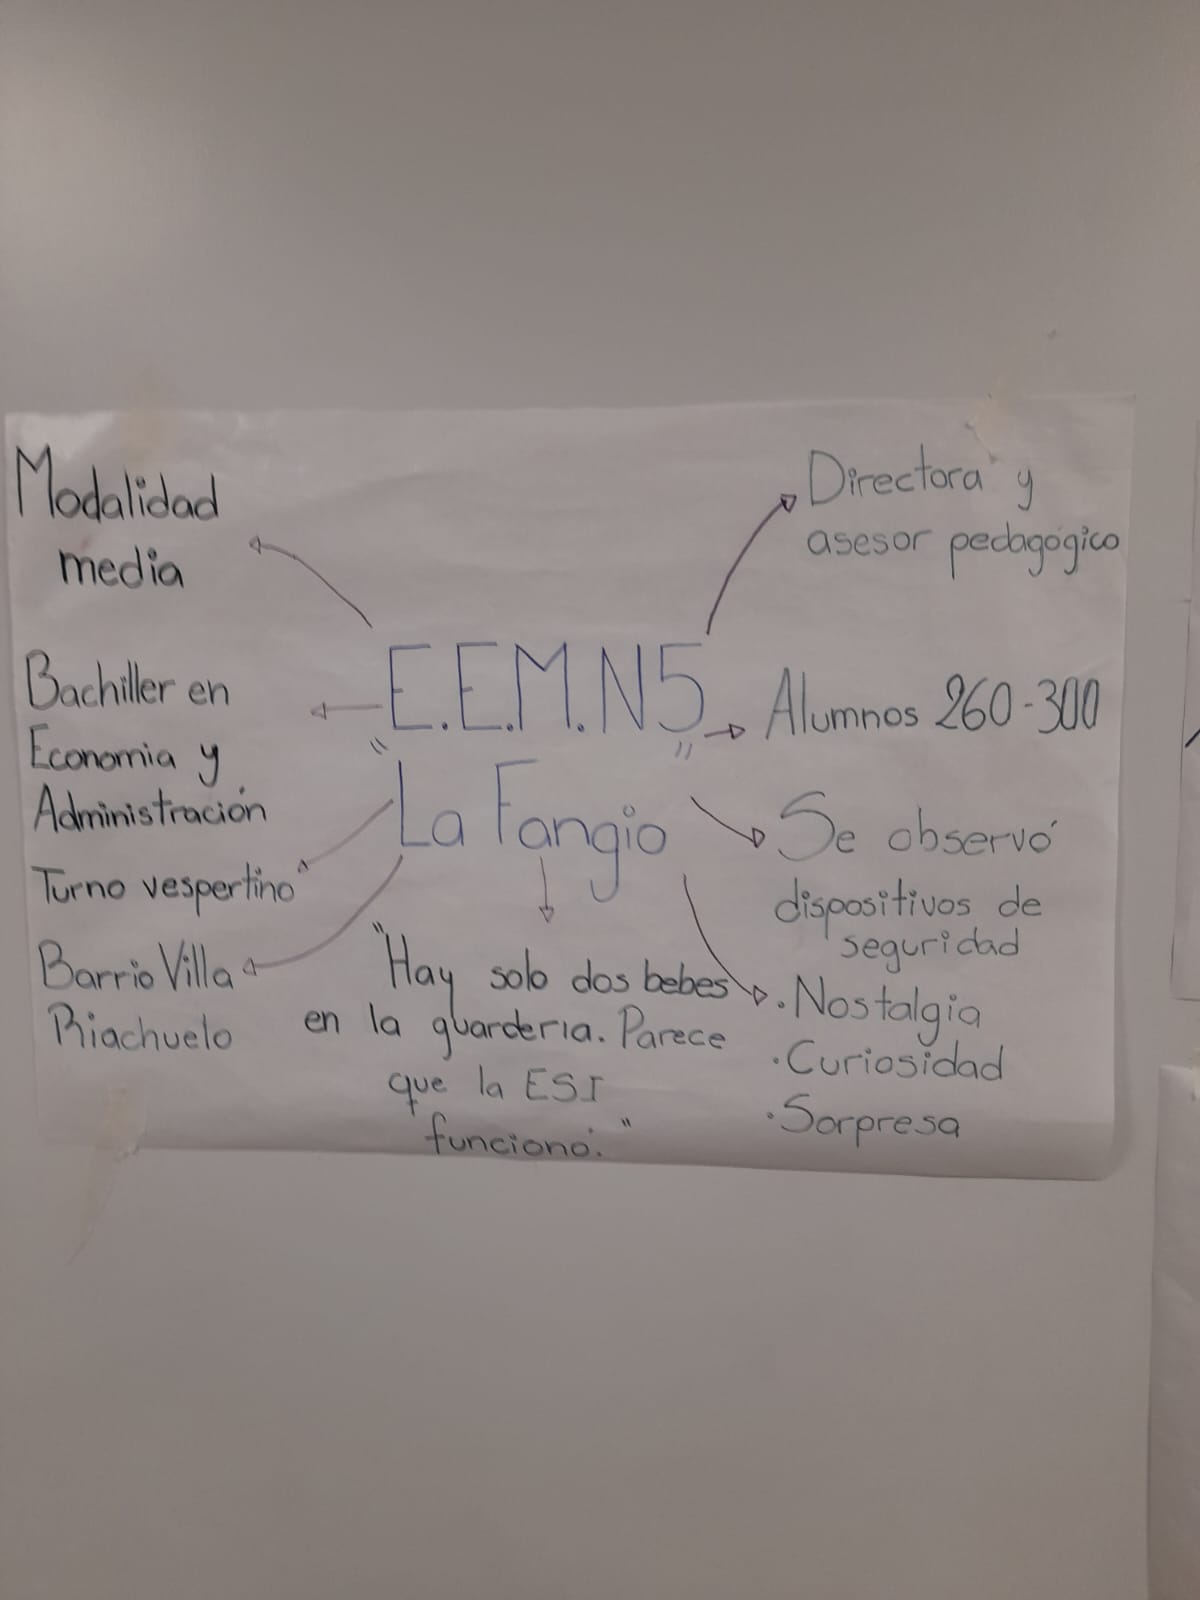 Modalidad
media
Bachiller en
Economia y
Administración
Turno vespertino
Barrio Villa
Riachuelo
E.E.M.N5
"La Fangio"
"Hay solo dos bebes
en la guarderia. Parece
que la ESI
funcionó."
Directora y
asesor pedagógico
Alumnos 260-300
Se observó
dispositivos de
seguridad
· Nostalgia
· Curiosidad
· Sorpresa